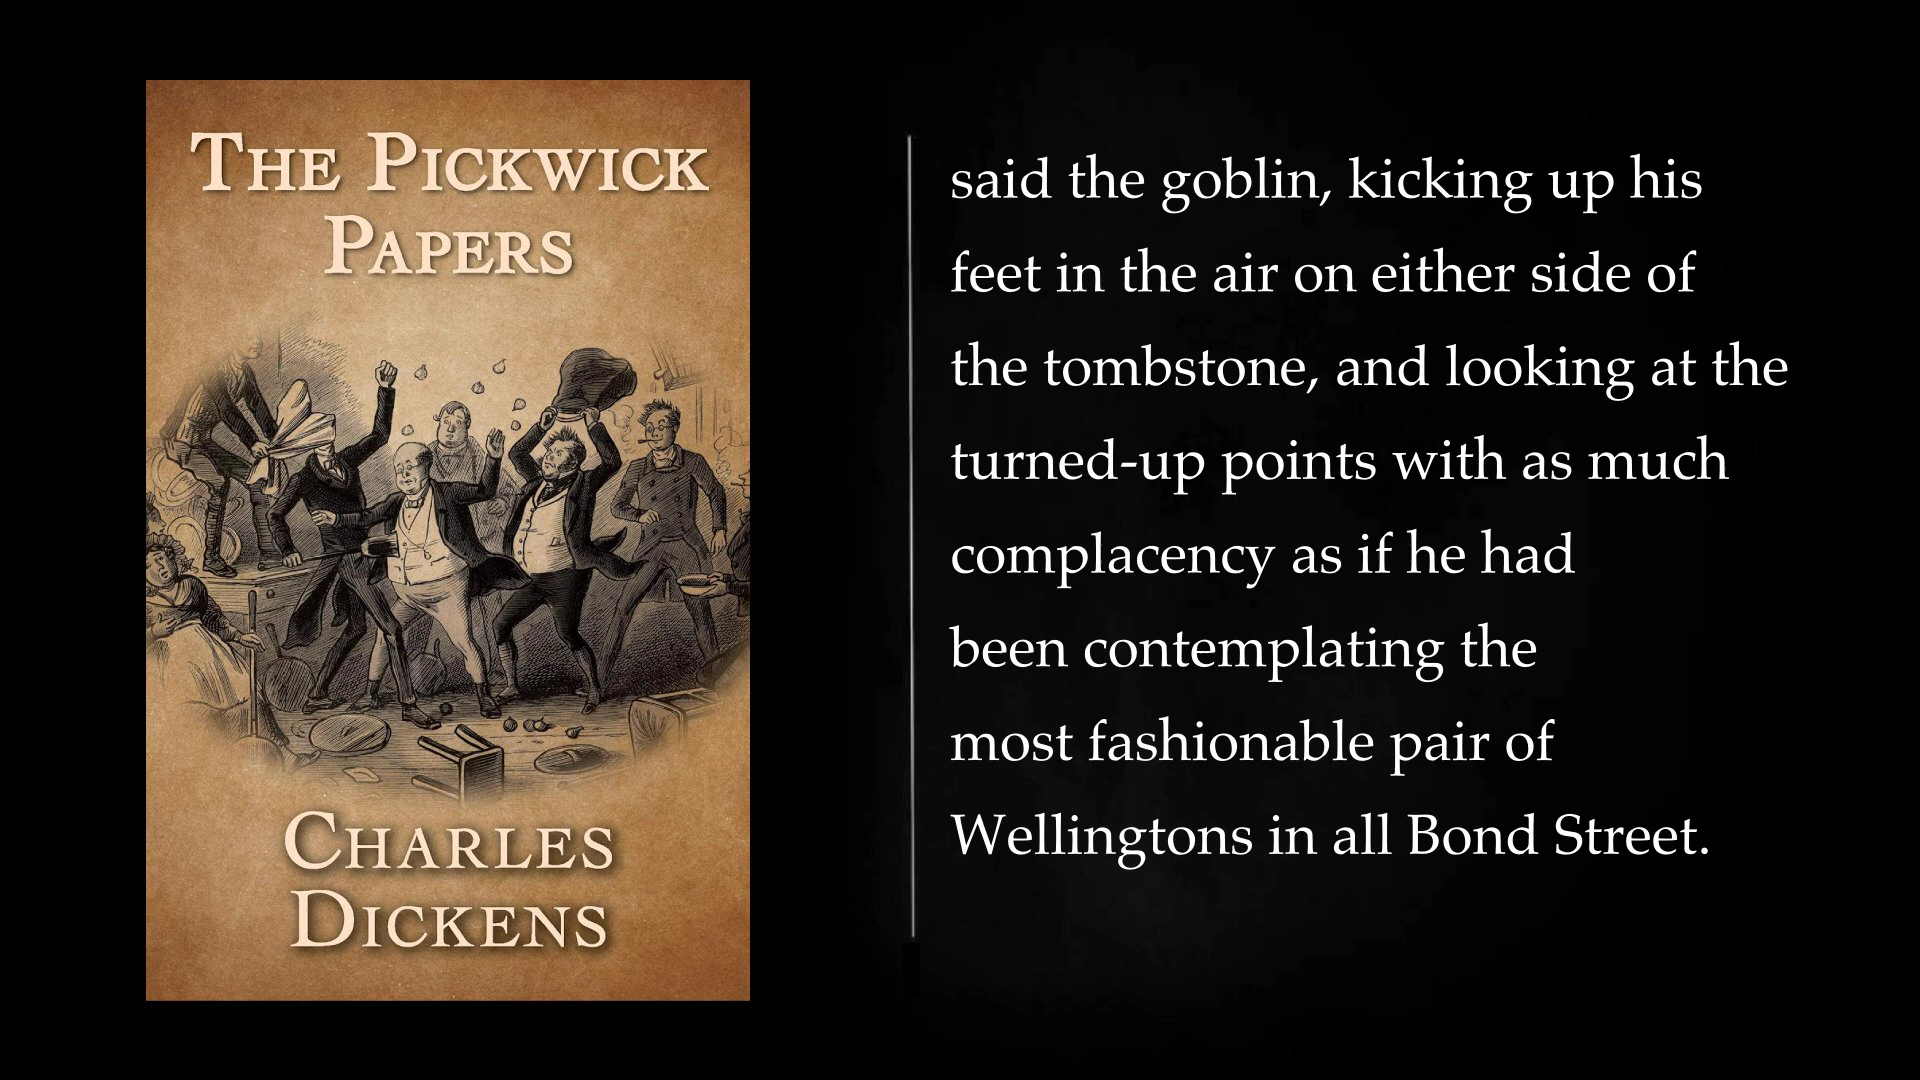 THE PICKWICK
PAPERS
CHARLES
DICKENS
said the goblin, kicking up his
feet in the air on either side of
the tombstone, and looking at the
turned-up points with as much
complacency as if he had
been contemplating the
most fashionable pair of
Wellingtons in all Bond Street.